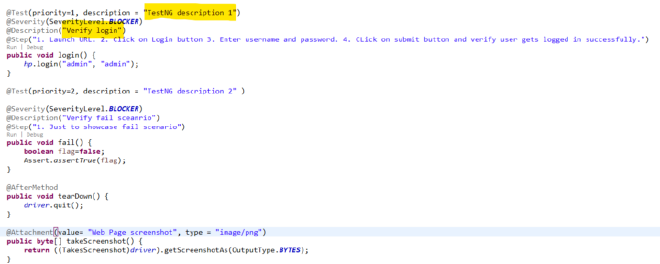 @Test(priority=1, description = "TestNG description 1")
@Severity(SeverityLevel.BLOCKER)
@Description("Verify login")
@Step("1. Launch URL. 2. Click on Login button 3. Enter username and password. 4. Click on submit button and verify user gets logged in successfully.")
Run | Debug
public void login() {
hp.login("admin", "admin");
}
@Test(priority=2, description = "TestNG description 2" )
@Severity(SeverityLevel.BLOCKER)
@Description("Verify fail sceanrio")
@Step("1. Just to showcase fail scenario")
Run | Debug
public void fail() {
boolean flag=false;
Assert.assertTrue(flag);
}
@AfterMethod
public void tearDown() {
driver.quit();
}
@Attachment(value= "Web Page screenshot", type = "image/png")
public byte[] takeScreenshot() {
return ((TakesScreenshot)driver).getScreenshotAs(OutputType.BYTES);
}